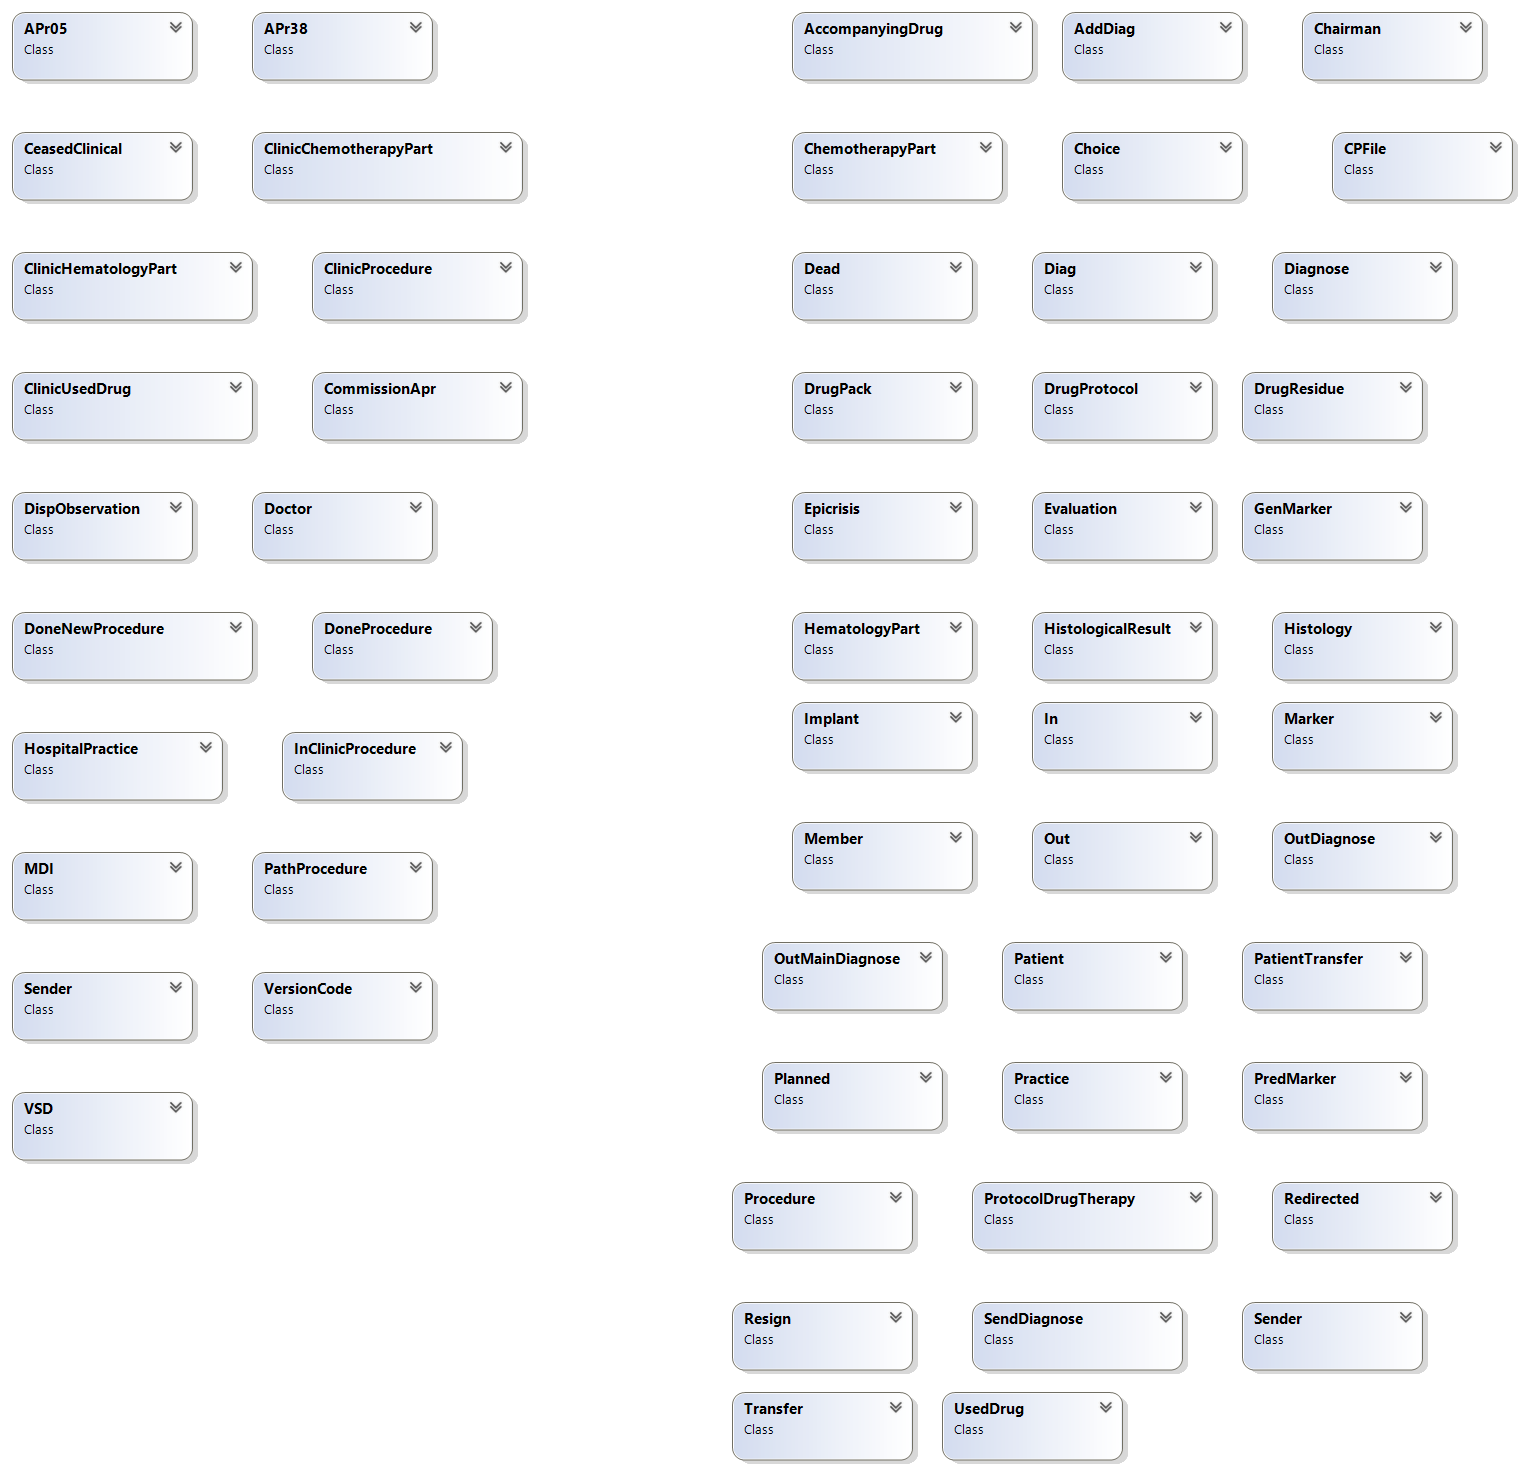 APr05
Class
APr38
Class
CeasedClinical
Class
ClinicChemotherapyPart
Class
ClinicHematologyPart
Class
ClinicProcedure
Class
ClinicUsedDrug
Class
CommissionApr
Class
DispObservation
Class
Doctor
Class
DoneNewProcedure
Class
DoneProcedure
Class
HospitalPractice
Class
InClinicProcedure
Class
MDI
Class
PathProcedure
Class
Sender
Class
VersionCode
Class
VSD
Class
AccompanyingDrug
Class
AddDiag
Class
Chairman
Class
ChemotherapyPart
Class
Choice
Class
CPFile
Class
Dead
Class
Diag
Class
Diagnose
Class
DrugPack
Class
DrugProtocol
Class
DrugResidue
Class
Epicrisis
Class
Evaluation
Class
GenMarker
Class
HematologyPart
Class
HistologicalResult
Class
Histology
Class
Implant
Class
In
Class
Marker
Class
Member
Class
Out
Class
OutDiagnose
Class
OutMainDiagnose
Class
Patient
Class
PatientTransfer
Class
Planned
Class
Practice
Class
PredMarker
Class
Procedure
Class
ProtocolDrugTherapy
Class
Redirected
Class
Resign
Class
SendDiagnose
Class
Sender
Class
Transfer
Class
UsedDrug
Class